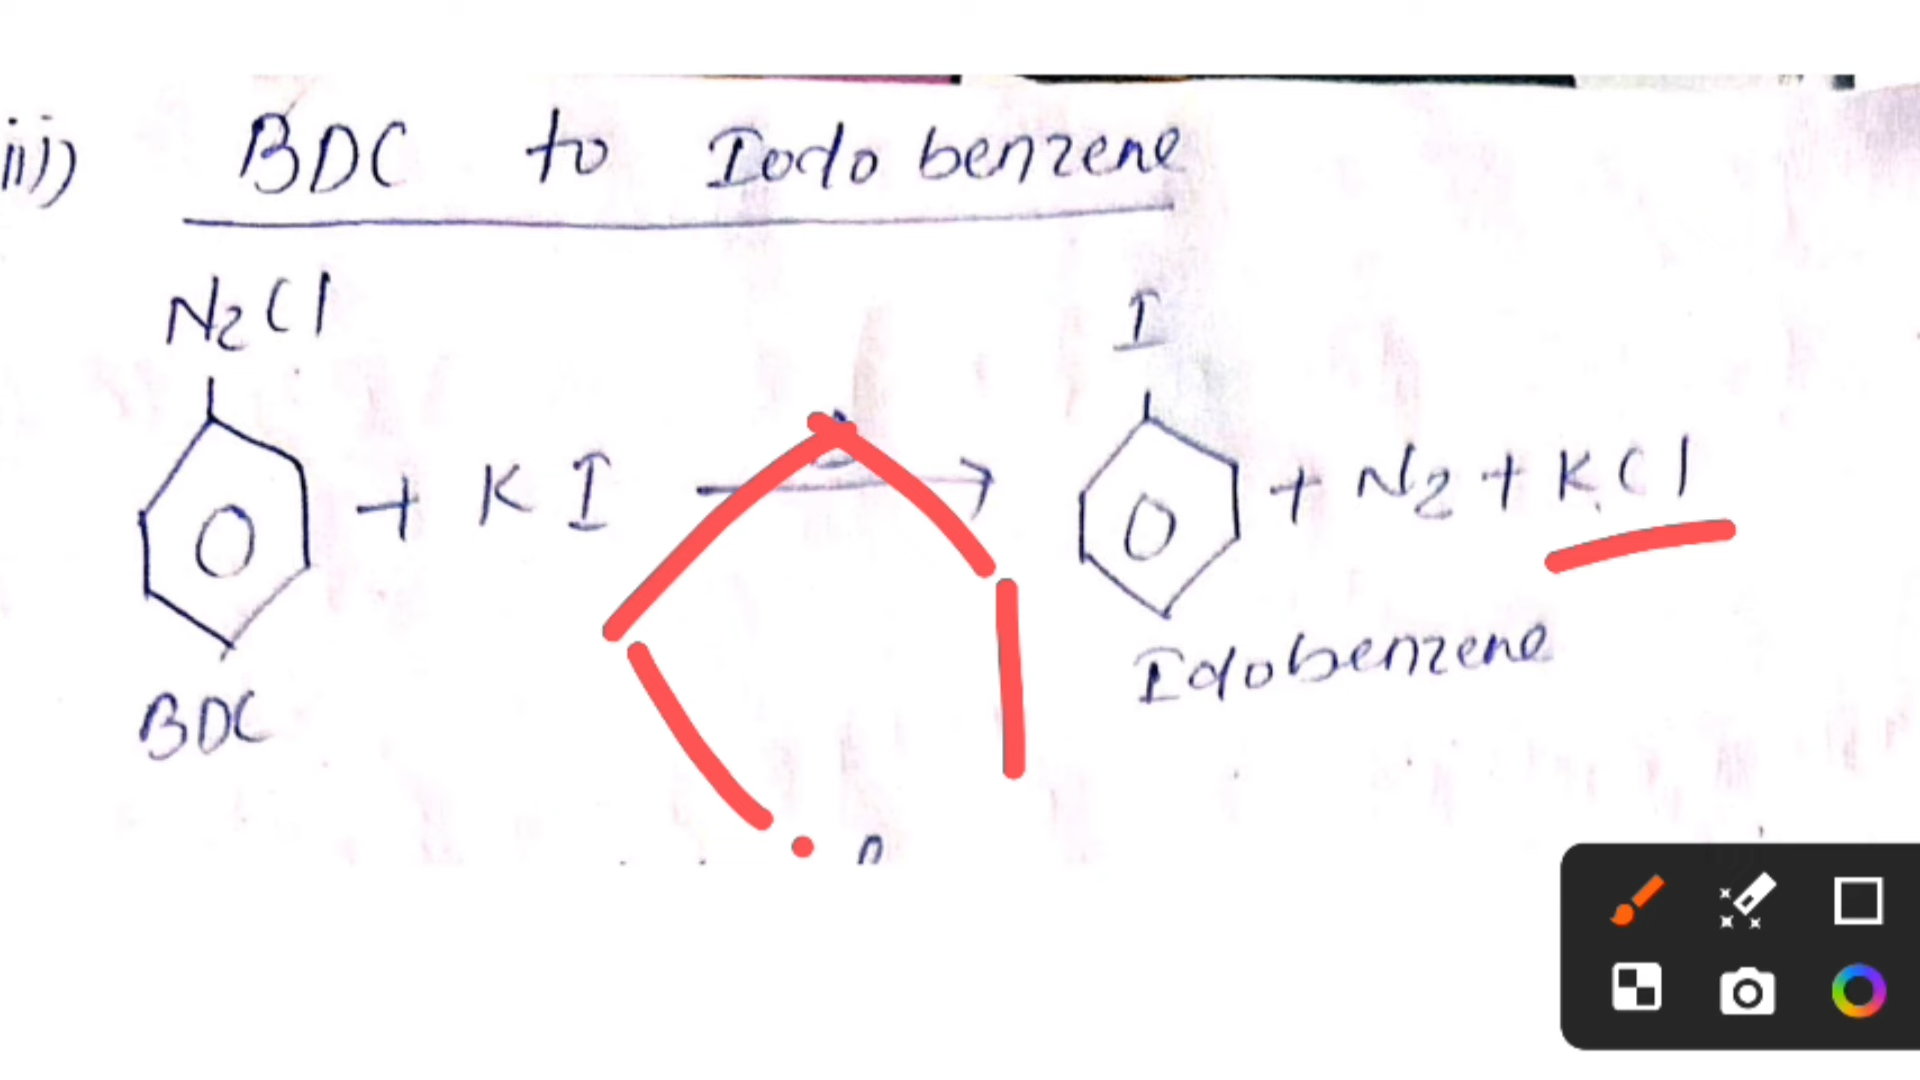 iii) BDC to Iodo benzene
N2Cl
I
+ KI → Δ + N2 + KCl
Idobenzene
BDC